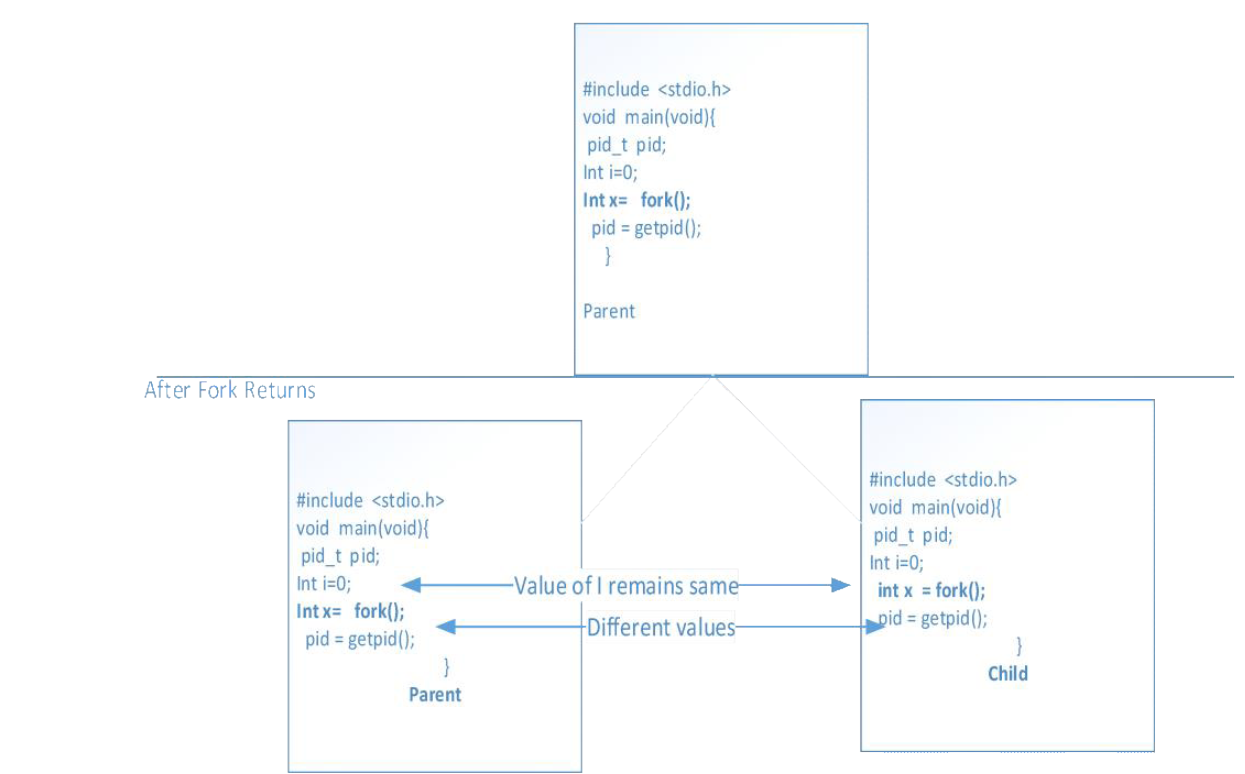 #include <stdio.h>
void main(void){
pid_t pid;
Int i=0;
Int x= fork();
pid = getpid();
}
Parent
After Fork Returns
#include <stdio.h>
void main(void){
pid_t pid;
Int i=0;
Int x= fork();
pid = getpid();
}
Parent
Value of I remains same
Different values
#include <stdio.h>
void main(void){
pid_t pid;
Int i=0;
int x = fork();
pid = getpid();
}
Child